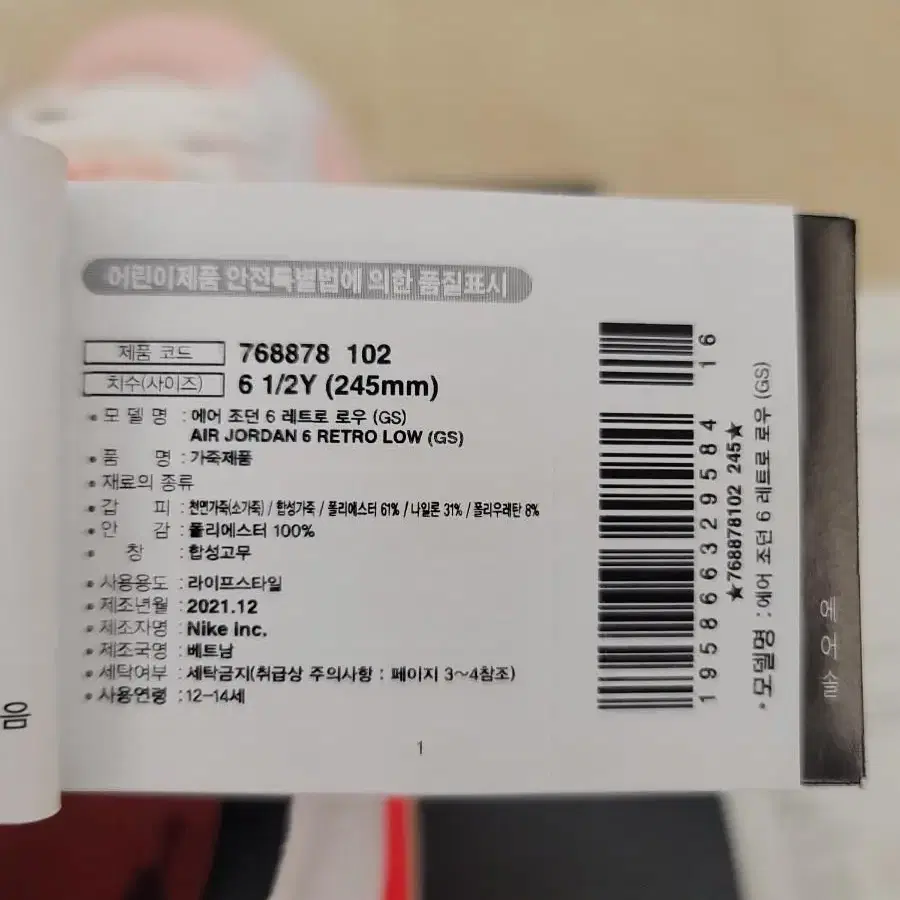 어린이제품 안전특별법에 의한 품질표시
제품 코드 768878 102
치수(사이즈) 6 1/2Y (245mm)
• 모 델 명 : 에어 조던 6 레트로 로우 (GS)
AIR JORDAN 6 RETRO LOW (GS)
• 품 명 : 가죽제품
• 재료의 종류
• 갑 피 : 천연가죽(소가죽) / 합성가죽 / 폴리에스터 61% / 나일론 31% / 폴리우레탄 8%
• 안 감 : 폴리에스터 100%
• 창 : 합성고무
• 사용용도 : 라이프스타일
• 제조년월 : 2021.12
• 제조자명 : Nike Inc.
• 제조국명 : 베트남
• 세탁여부 : 세탁금지(취급상 주의사항 : 페이지 3~4참조)
• 사용연령 : 12-14세
1
195866329584 16
★768878102 245★
• 모델명 : 에어 조던 6 레트로 로우 (GS)
에어 솔